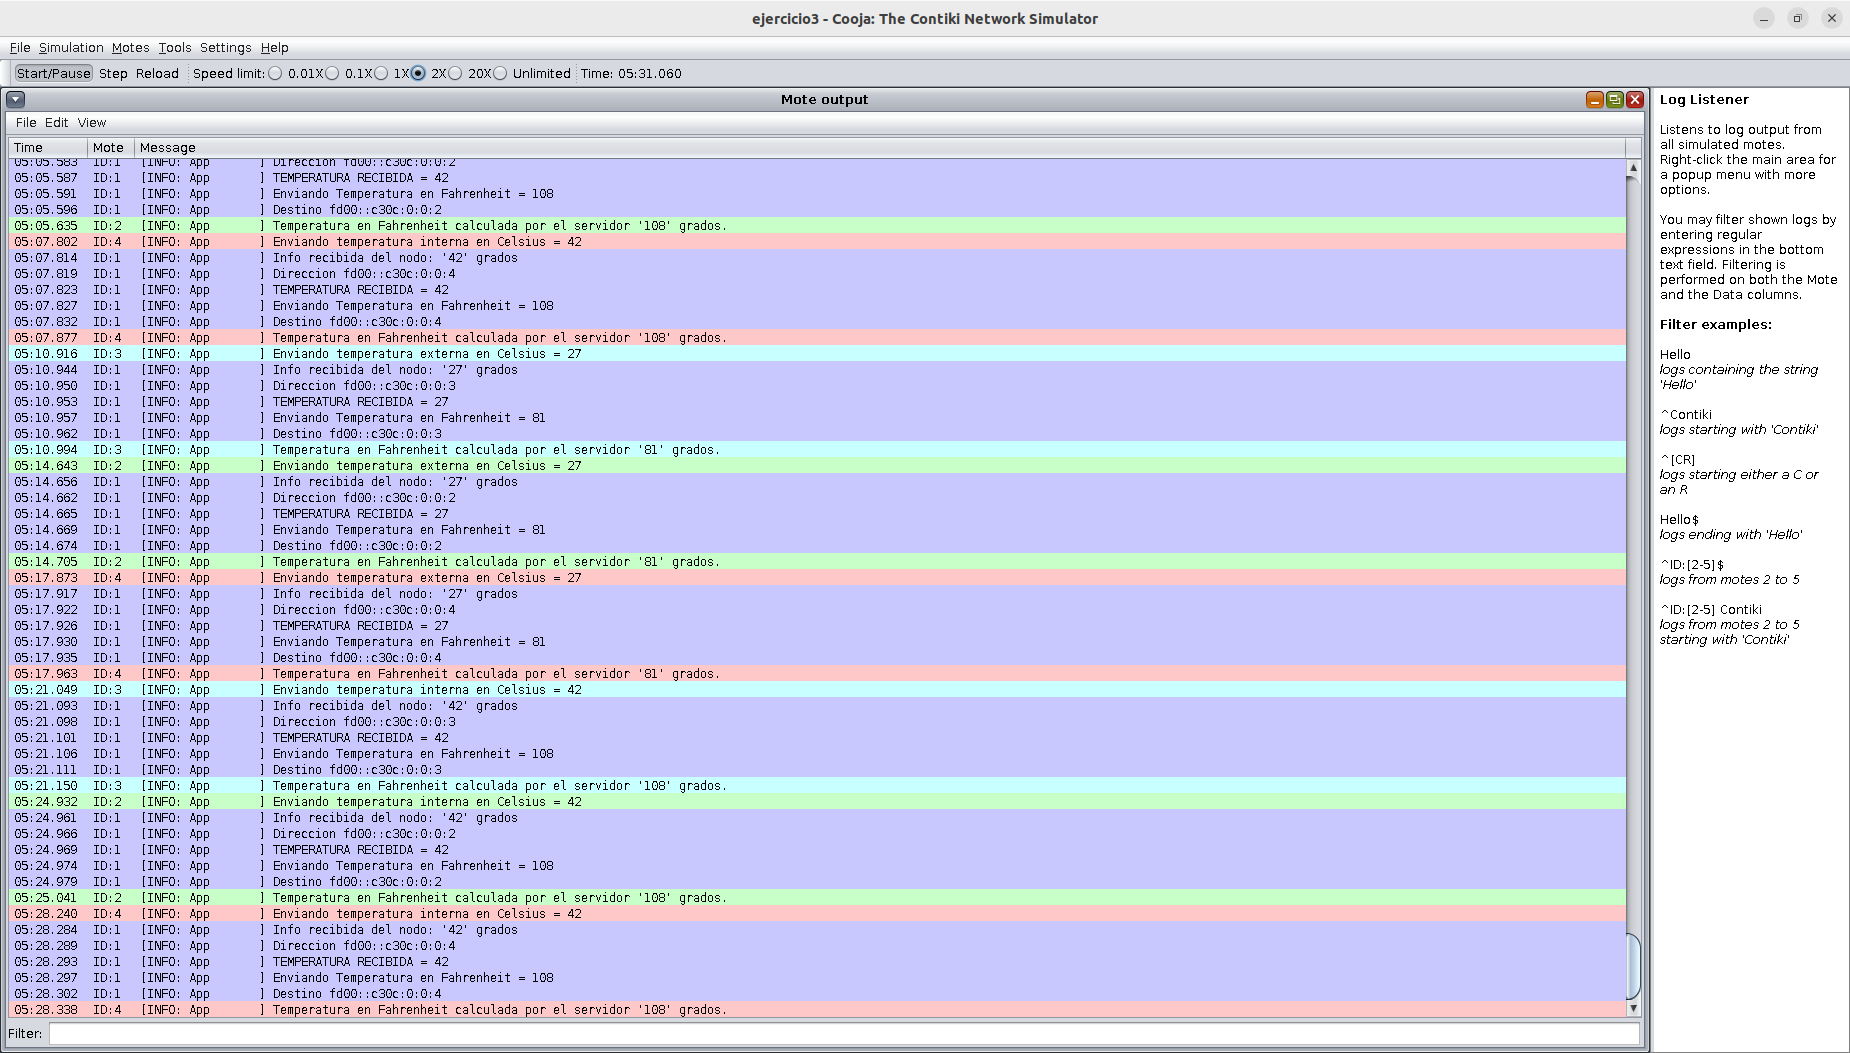 ejercicio3 - Cooja: The Contiki Network Simulator
File Simulation Motes Tools Settings Help
Start/Pause Step Reload Speed limit: 0.01X 0.1X 1X 2X 20X Unlimited Time: 05:31.060
Mote output
File Edit View
Time Mote Message
05:05.583 ID:1 [INFO: App ] Direccion fd00::c30c:0:0:2
05:05.587 ID:1 [INFO: App ] TEMPERATURA RECIBIDA = 42
05:05.591 ID:1 [INFO: App ] Enviando Temperatura en Fahrenheit = 108
05:05.596 ID:1 [INFO: App ] Destino fd00::c30c:0:0:2
05:05.635 ID:2 [INFO: App ] Temperatura en Fahrenheit calculada por el servidor '108' grados.
05:07.802 ID:4 [INFO: App ] Enviando temperatura interna en Celsius = 42
05:07.814 ID:1 [INFO: App ] Info recibida del nodo: '42' grados
05:07.819 ID:1 [INFO: App ] Direccion fd00::c30c:0:0:4
05:07.823 ID:1 [INFO: App ] TEMPERATURA RECIBIDA = 42
05:07.827 ID:1 [INFO: App ] Enviando Temperatura en Fahrenheit = 108
05:07.832 ID:1 [INFO: App ] Destino fd00::c30c:0:0:4
05:07.877 ID:4 [INFO: App ] Temperatura en Fahrenheit calculada por el servidor '108' grados.
05:10.916 ID:3 [INFO: App ] Enviando temperatura externa en Celsius = 27
05:10.944 ID:1 [INFO: App ] Info recibida del nodo: '27' grados
05:10.950 ID:1 [INFO: App ] Direccion fd00::c30c:0:0:3
05:10.953 ID:1 [INFO: App ] TEMPERATURA RECIBIDA = 27
05:10.957 ID:1 [INFO: App ] Enviando Temperatura en Fahrenheit = 81
05:10.962 ID:1 [INFO: App ] Destino fd00::c30c:0:0:3
05:10.994 ID:3 [INFO: App ] Temperatura en Fahrenheit calculada por el servidor '81' grados.
05:14.643 ID:2 [INFO: App ] Enviando temperatura externa en Celsius = 27
05:14.656 ID:1 [INFO: App ] Info recibida del nodo: '27' grados
05:14.662 ID:1 [INFO: App ] Direccion fd00::c30c:0:0:2
05:14.665 ID:1 [INFO: App ] TEMPERATURA RECIBIDA = 27
05:14.669 ID:1 [INFO: App ] Enviando Temperatura en Fahrenheit = 81
05:14.674 ID:1 [INFO: App ] Destino fd00::c30c:0:0:2
05:14.705 ID:2 [INFO: App ] Temperatura en Fahrenheit calculada por el servidor '81' grados.
05:17.873 ID:4 [INFO: App ] Enviando temperatura externa en Celsius = 27
05:17.917 ID:1 [INFO: App ] Info recibida del nodo: '27' grados
05:17.922 ID:1 [INFO: App ] Direccion fd00::c30c:0:0:4
05:17.926 ID:1 [INFO: App ] TEMPERATURA RECIBIDA = 27
05:17.930 ID:1 [INFO: App ] Enviando Temperatura en Fahrenheit = 81
05:17.935 ID:1 [INFO: App ] Destino fd00::c30c:0:0:4
05:17.963 ID:4 [INFO: App ] Temperatura en Fahrenheit calculada por el servidor '81' grados.
05:21.049 ID:3 [INFO: App ] Enviando temperatura interna en Celsius = 42
05:21.093 ID:1 [INFO: App ] Info recibida del nodo: '42' grados
05:21.098 ID:1 [INFO: App ] Direccion fd00::c30c:0:0:3
05:21.101 ID:1 [INFO: App ] TEMPERATURA RECIBIDA = 42
05:21.106 ID:1 [INFO: App ] Enviando Temperatura en Fahrenheit = 108
05:21.111 ID:1 [INFO: App ] Destino fd00::c30c:0:0:3
05:21.150 ID:3 [INFO: App ] Temperatura en Fahrenheit calculada por el servidor '108' grados.
05:24.932 ID:2 [INFO: App ] Enviando temperatura interna en Celsius = 42
05:24.961 ID:1 [INFO: App ] Info recibida del nodo: '42' grados
05:24.966 ID:1 [INFO: App ] Direccion fd00::c30c:0:0:2
05:24.969 ID:1 [INFO: App ] TEMPERATURA RECIBIDA = 42
05:24.974 ID:1 [INFO: App ] Enviando Temperatura en Fahrenheit = 108
05:24.979 ID:1 [INFO: App ] Destino fd00::c30c:0:0:2
05:25.041 ID:2 [INFO: App ] Temperatura en Fahrenheit calculada por el servidor '108' grados.
05:28.240 ID:4 [INFO: App ] Enviando temperatura interna en Celsius = 42
05:28.284 ID:1 [INFO: App ] Info recibida del nodo: '42' grados
05:28.289 ID:1 [INFO: App ] Direccion fd00::c30c:0:0:4
05:28.293 ID:1 [INFO: App ] TEMPERATURA RECIBIDA = 42
05:28.297 ID:1 [INFO: App ] Enviando Temperatura en Fahrenheit = 108
05:28.302 ID:1 [INFO: App ] Destino fd00::c30c:0:0:4
05:28.338 ID:4 [INFO: App ] Temperatura en Fahrenheit calculada por el servidor '108' grados.
Filter:
Log Listener
Listens to log output from
all simulated motes.
Right-click the main area for
a popup menu with more
options.
You may filter shown logs by
entering regular
expressions in the bottom
text field. Filtering is
performed on both the Mote
and the Data columns.
Filter examples:
Hello
logs containing the string
'Hello'
^Contiki
logs starting with 'Contiki'
^[CR]
logs starting either a C or
an R
Hello$
logs ending with 'Hello'
^ID:[2-5]$
logs from motes 2 to 5
^ID:[2-5] Contiki
logs from motes 2 to 5
starting with 'Contiki'